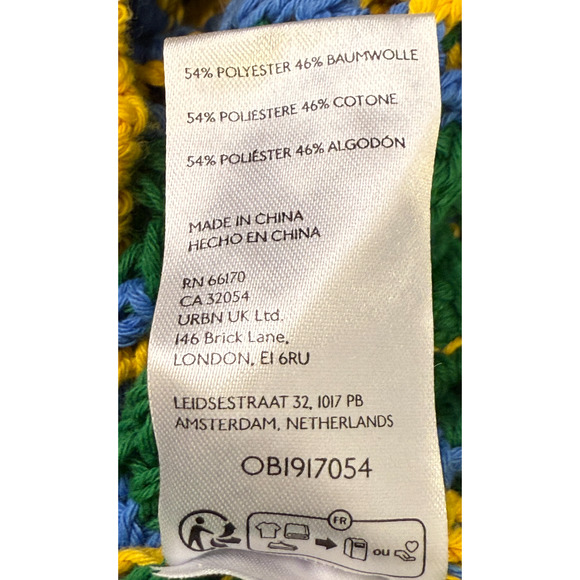 54% POLYESTER 46% BAUMWOLLE
54% POLIESTERE 46% COTONE
54% POLIÉSTER 46% ALGODÓN
MADE IN CHINA
HECHO EN CHINA
RN 66170
CA 32054
URBN UK Ltd.
146 Brick Lane,
LONDON, E1 6RU
LEIDSESTRAAT 32, 1017 PB
AMSTERDAM, NETHERLANDS
OB1917054
FR
OU